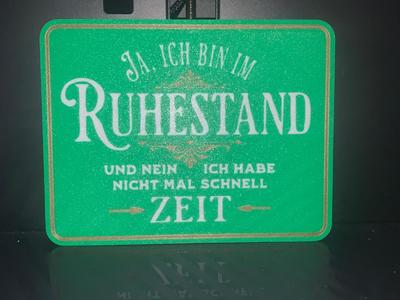 JA, ICH BIN IM
RUHESTAND
UND NEIN ICH HABE
NICHT MAL SCHNELL
ZEIT